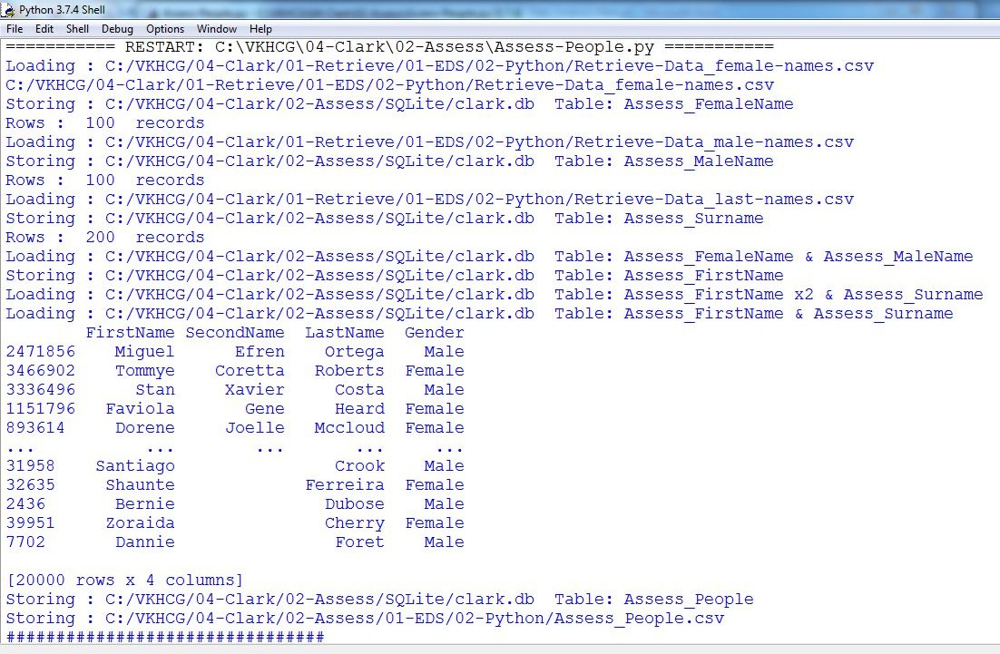 Python 3.7.4 Shell
File Edit Shell Debug Options Window Help
=========== RESTART: C:\VKHCG\04-Clark\02-Assess\Assess-People.py ===========
Loading : C:/VKHCG/04-Clark/01-Retrieve/01-EDS/02-Python/Retrieve-Data_female-names.csv
C:/VKHCG/04-Clark/01-Retrieve/01-EDS/02-Python/Retrieve-Data_female-names.csv
Storing : C:/VKHCG/04-Clark/02-Assess/SQLite/clark.db  Table: Assess_FemaleName
Rows :  100  records
Loading : C:/VKHCG/04-Clark/01-Retrieve/01-EDS/02-Python/Retrieve-Data_male-names.csv
Storing : C:/VKHCG/04-Clark/02-Assess/SQLite/clark.db  Table: Assess_MaleName
Rows :  100  records
Loading : C:/VKHCG/04-Clark/01-Retrieve/01-EDS/02-Python/Retrieve-Data_last-names.csv
Storing : C:/VKHCG/04-Clark/02-Assess/SQLite/clark.db  Table: Assess_Surname
Rows :  200  records
Loading : C:/VKHCG/04-Clark/02-Assess/SQLite/clark.db  Table: Assess_FemaleName & Assess_MaleName
Storing : C:/VKHCG/04-Clark/02-Assess/SQLite/clark.db  Table: Assess_FirstName
Loading : C:/VKHCG/04-Clark/02-Assess/SQLite/clark.db  Table: Assess_FirstName x2 & Assess_Surname
Loading : C:/VKHCG/04-Clark/02-Assess/SQLite/clark.db  Table: Assess_FirstName & Assess_Surname
        FirstName SecondName  LastName  Gender
2471856    Miguel      Efren    Ortega    Male
3466902    Tommye    Coretta   Roberts  Female
3336496      Stan     Xavier     Costa    Male
1151796   Faviola       Gene     Heard  Female
893614     Dorene     Joelle   Mccloud  Female
...           ...        ...       ...     ...
31958    Santiago                Crook    Male
32635     Shaunte             Ferreira  Female
2436       Bernie               Dubose    Male
39951     Zoraida               Cherry  Female
7702       Dannie                Foret    Male
[20000 rows x 4 columns]
Storing : C:/VKHCG/04-Clark/02-Assess/SQLite/clark.db  Table: Assess_People
Storing : C:/VKHCG/04-Clark/02-Assess/01-EDS/02-Python/Assess_People.csv
################################